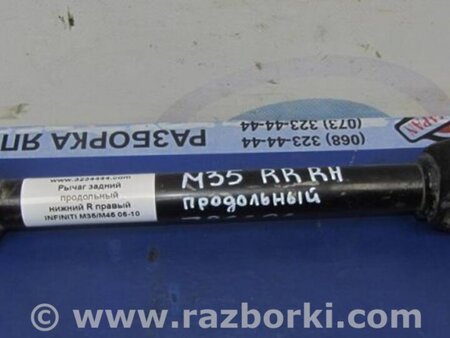 JAPAN
(068) 323-44-44
(073) 323-44-44
РАЗБОРКА ЯП
www.3234444.com
Рычаг задний
продольный
нижний R правый
INFINITI M35/M45 06-10
M35 RR RH
продольный
© www.razborki.com